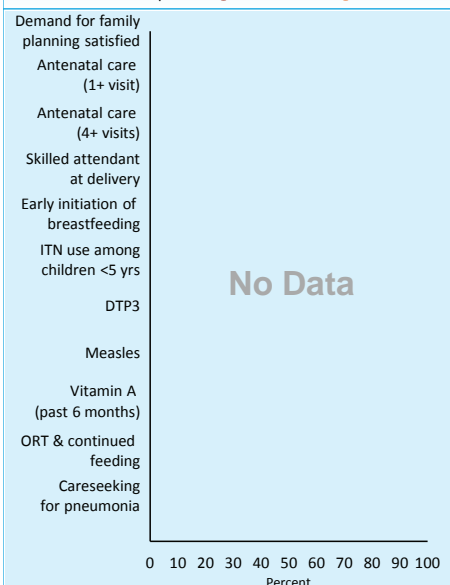 Demand for family
planning satisfied
Antenatal care
(1+ visit)
Antenatal care
(4+ visits)
Skilled attendant
at delivery
Early initiation of
breastfeeding
ITN use among
children <5 yrs
No Data
DTP3
Measles
Vitamin A
(past 6 months)
ORT & continued
feeding
Careseeking
for pneumonia
0 10 20 30 40 50 60 70 80 90 100
Percent